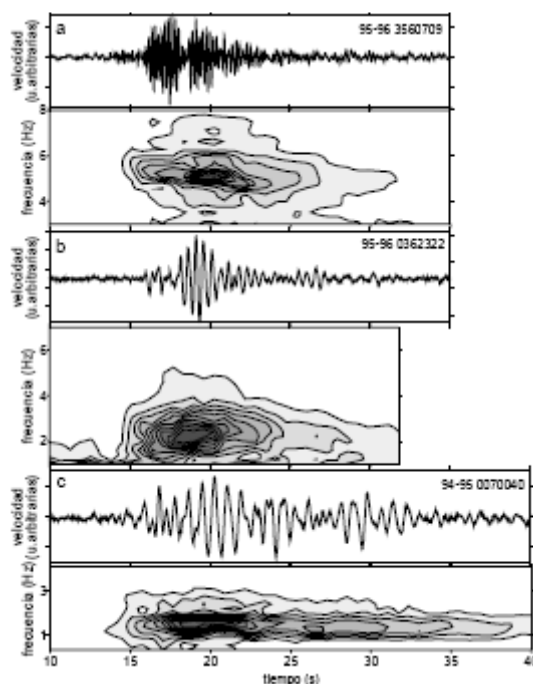 a
95-96 3560709
velocidad
(u.arbitrarias)
8
6
4
frecuencia (Hz)
b
95-96 0362322
velocidad
(u.arbitrarias)
6
4
2
frecuencia (Hz)
c
94-95 0070040
velocidad
(u.arbitrarias)
1
frecuencia (Hz)
10 15 20 25 30 35 40
tiempo (s)